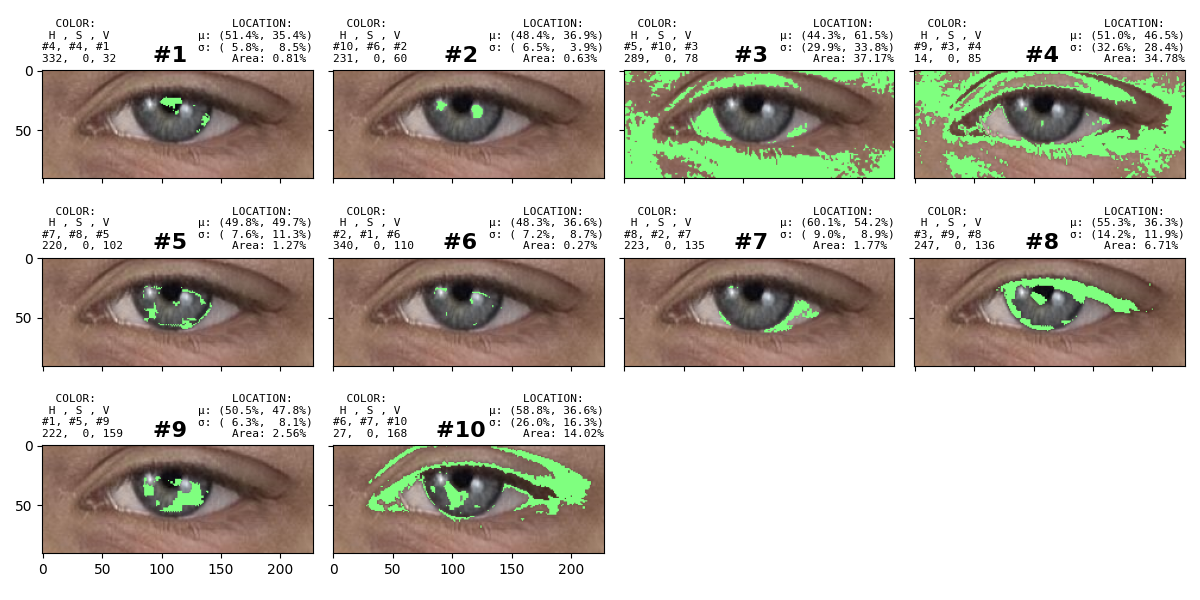 COLOR: LOCATION:
H , S , V μ: (51.4%, 35.4%)
#4, #4, #1 #1 σ: ( 5.8%,  8.5%)
332,  0, 32 Area: 0.81%
COLOR: LOCATION:
H , S , V μ: (48.4%, 36.9%)
#10, #6, #2 #2 σ: ( 6.5%,  3.9%)
231,  0, 60 Area: 0.63%
COLOR: LOCATION:
H , S , V μ: (44.3%, 61.5%)
#5, #10, #3 #3 σ: (29.9%, 33.8%)
289,  0, 78 Area: 37.17%
COLOR: LOCATION:
H , S , V μ: (51.0%, 46.5%)
#9, #3, #4 #4 σ: (32.6%, 28.4%)
14,  0, 85 Area: 34.78%
0
50
COLOR: LOCATION:
H , S , V μ: (49.8%, 49.7%)
#7, #8, #5 #5 σ: ( 7.6%, 11.3%)
220,  0, 102 Area: 1.27%
COLOR: LOCATION:
H , S , V μ: (48.3%, 36.6%)
#2, #1, #6 #6 σ: ( 7.2%,  8.7%)
340,  0, 110 Area: 0.27%
COLOR: LOCATION:
H , S , V μ: (60.1%, 54.2%)
#8, #2, #7 #7 σ: ( 9.0%,  8.9%)
223,  0, 135 Area: 1.77%
COLOR: LOCATION:
H , S , V μ: (55.3%, 36.3%)
#3, #9, #8 #8 σ: (14.2%, 11.9%)
247,  0, 136 Area: 6.71%
0
50
COLOR: LOCATION:
H , S , V μ: (50.5%, 47.8%)
#1, #5, #9 #9 σ: ( 6.3%,  8.1%)
222,  0, 159 Area: 2.56%
COLOR: LOCATION:
H , S , V μ: (58.8%, 36.6%)
#6, #7, #10 #10 σ: (26.0%, 16.3%)
27,  0, 168 Area: 14.02%
0
50
0 50 100 150 200
0 50 100 150 200